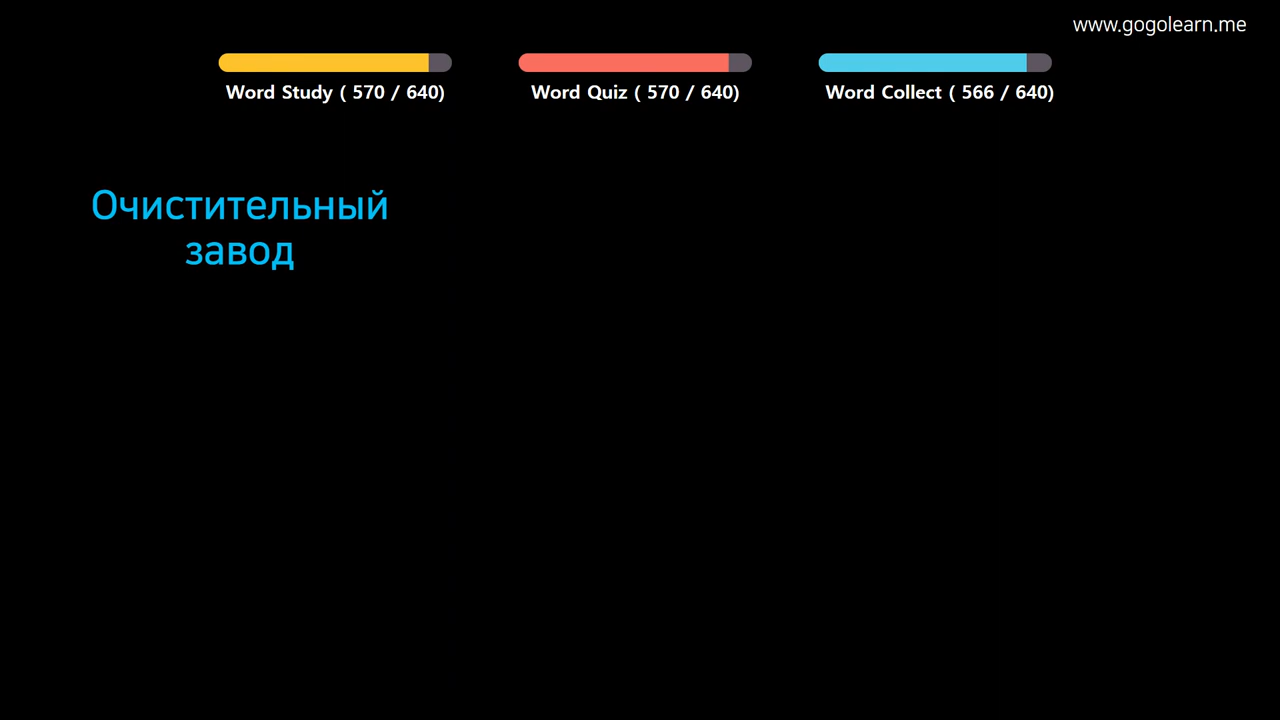 www.gogolearn.me
Word Study ( 570 / 640)
Word Quiz ( 570 / 640)
Word Collect ( 566 / 640)
Очистительный
завод